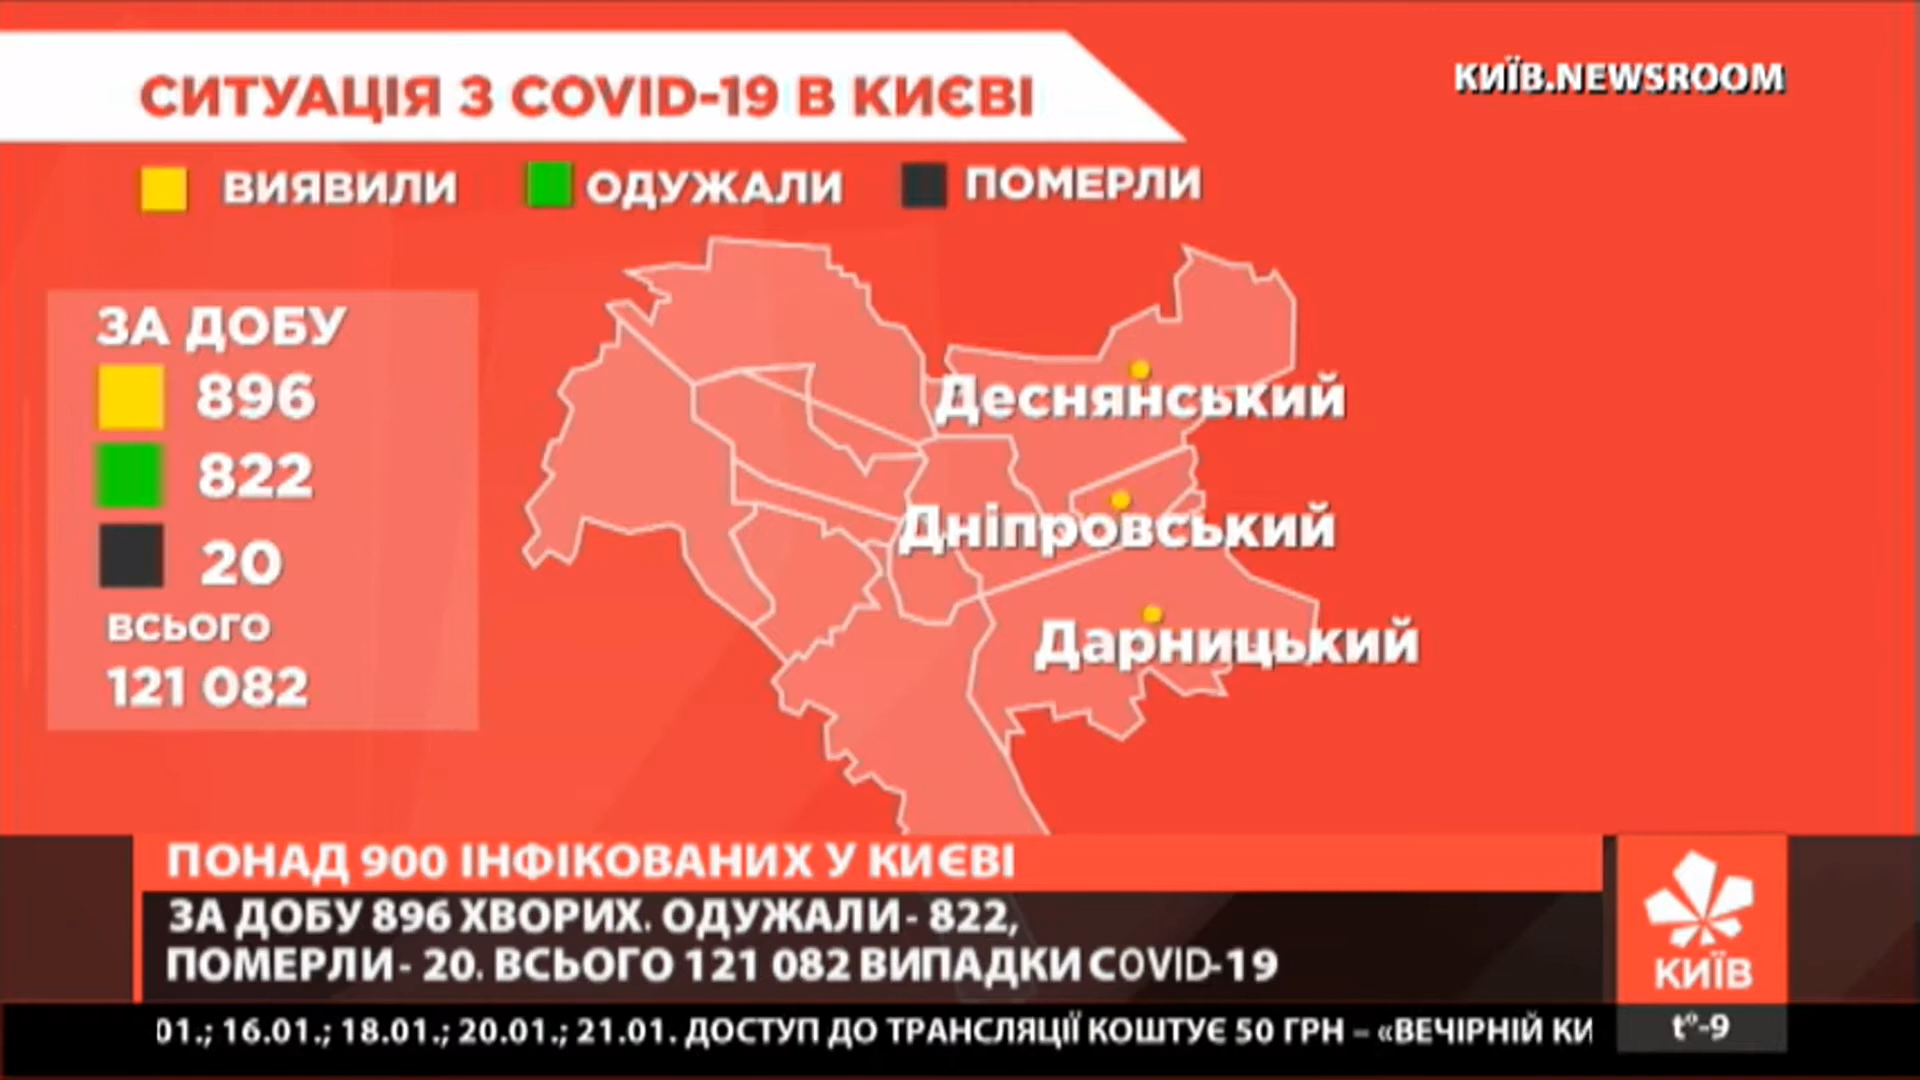 СИТУАЦІЯ З COVID-19 В КИЄВІ
КИЇВ.NEWSROOM
ВИЯВИЛИ ОДУЖАЛИ ПОМЕРЛИ
ЗА ДОБУ
896
822
20
ВСЬОГО
121 082
Деснянський
Дніпровський
Дарницький
ПОНАД 900 ІНФІКОВАНИХ У КИЄВІ
ЗА ДОБУ 896 ХВОРИХ. ОДУЖАЛИ - 822,
ПОМЕРЛИ - 20. ВСЬОГО 121 082 ВИПАДКИ COVID-19
КИЇВ
01.; 16.01.; 18.01.; 20.01.; 21.01. ДОСТУП ДО ТРАНСЛЯЦІЇ КОШТУЄ 50 ГРН – «ВЕЧІРНІЙ КИ
t°-9